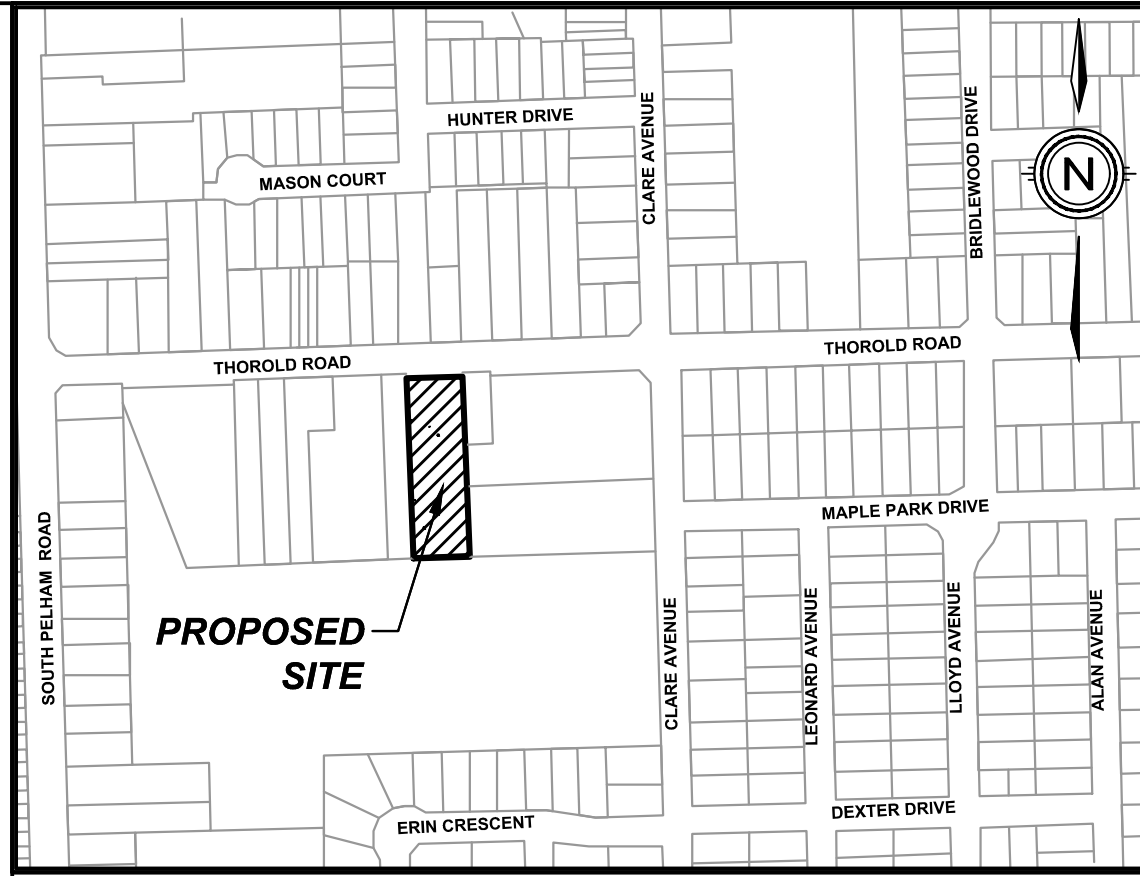 HUNTER DRIVE
MASON COURT
CLARE AVENUE
BRIDLEWOOD DRIVE
N
THOROLD ROAD
THOROLD ROAD
MAPLE PARK DRIVE
SOUTH PELHAM ROAD
PROPOSED
SITE
CLARE AVENUE
LEONARD AVENUE
LLOYD AVENUE
ALAN AVENUE
ERIN CRESCENT
DEXTER DRIVE